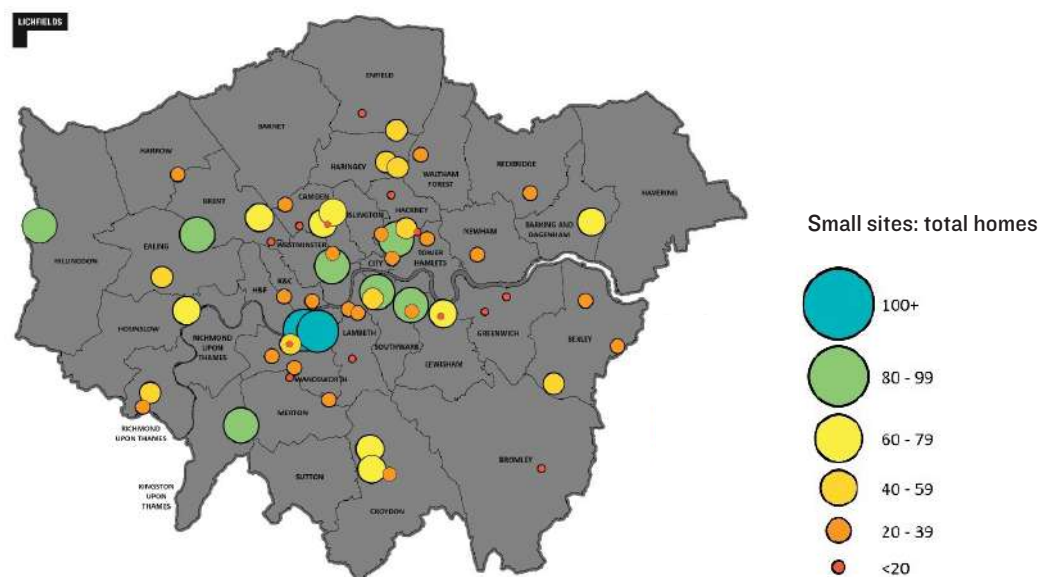 LICHFIELDS
ENFIELD
BARNET
HARROW
HARINGEY
WALTHAM
FOREST
REDBRIDGE
HAVERING
BRENT
CAMDEN
ISLINGTON
HACKNEY
BARKING AND
DAGENHAM
NEWHAM
HILLINGDON
EALING
WESTMINSTER
CITY
TOWER
HAMLETS
H&F
K&C
HOUNSLOW
RICHMOND
UPON
THAMES
LAMBETH
SOUTHWARK
GREENWICH
BEXLEY
LEWISHAM
WANDSWORTH
MERTON
RICHMOND
UPON THAMES
KINGSTON
UPON
THAMES
SUTTON
CROYDON
BROMLEY
Small sites: total homes
100+
80 - 99
60 - 79
40 - 59
20 - 39
<20